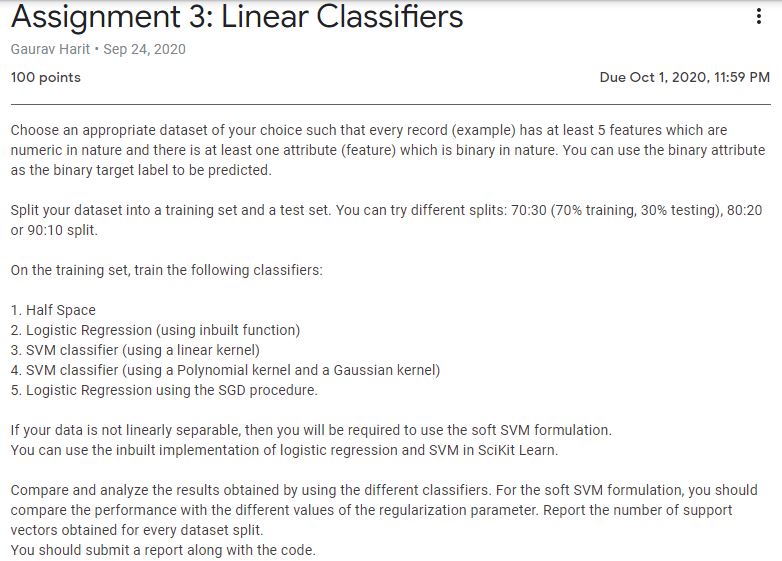 Assignment 3: Linear Classifiers
Gaurav Harit • Sep 24, 2020
100 points
Due Oct 1, 2020, 11:59 PM
Choose an appropriate dataset of your choice such that every record (example) has at least 5 features which are
numeric in nature and there is at least one attribute (feature) which is binary in nature. You can use the binary attribute
as the binary target label to be predicted.
Split your dataset into a training set and a test set. You can try different splits: 70:30 (70% training, 30% testing), 80:20
or 90:10 split.
On the training set, train the following classifiers:
1. Half Space
2. Logistic Regression (using inbuilt function)
3. SVM classifier (using a linear kernel)
4. SVM classifier (using a Polynomial kernel and a Gaussian kernel)
5. Logistic Regression using the SGD procedure.
If your data is not linearly separable, then you will be required to use the soft SVM formulation.
You can use the inbuilt implementation of logistic regression and SVM in SciKit Learn.
Compare and analyze the results obtained by using the different classifiers. For the soft SVM formulation, you should
compare the performance with the different values of the regularization parameter. Report the number of support
vectors obtained for every dataset split.
You should submit a report along with the code.